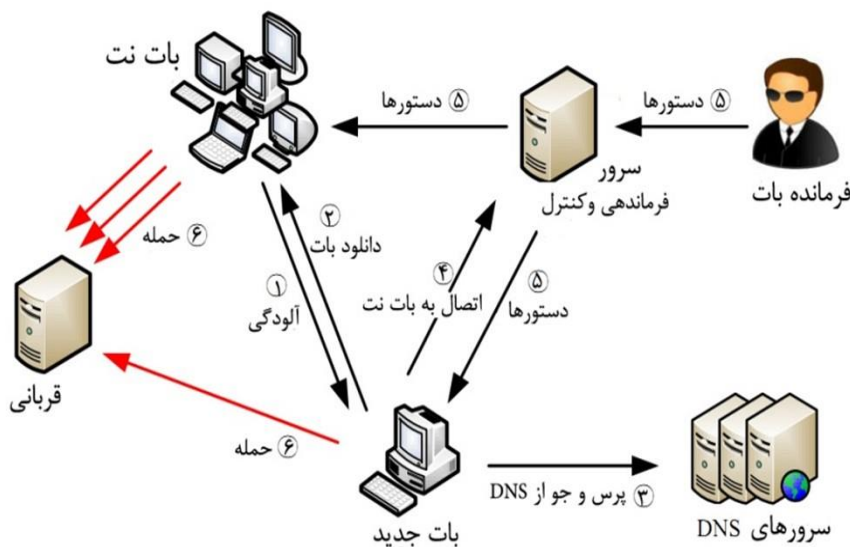 بات نت
⑤ دستورها
⑤ دستورها
سرور
فرماندهی وکنترل
فرمانده بات
⑥ حمله
②
دانلود بات
①
آلودگی
④
اتصال به بات نت
⑤
دستورها
قربانی
⑥ حمله
③ پرس و جو از DNS
بات جدید
سرورهای DNS